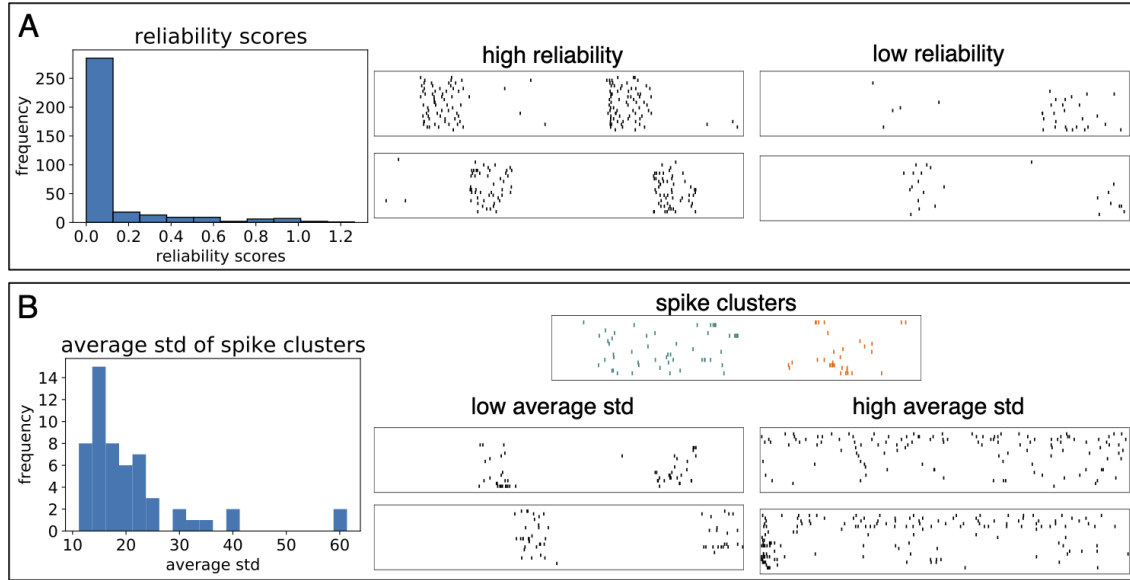 A
reliability scores
high reliability
low reliability
frequency
250
200
150
100
50
0
0.0 0.2 0.4 0.6 0.8 1.0 1.2
reliability scores
B
spike clusters
average std of spike clusters
low average std
high average std
frequency
14
12
10
8
6
4
2
0
10 20 30 40 50 60
average std